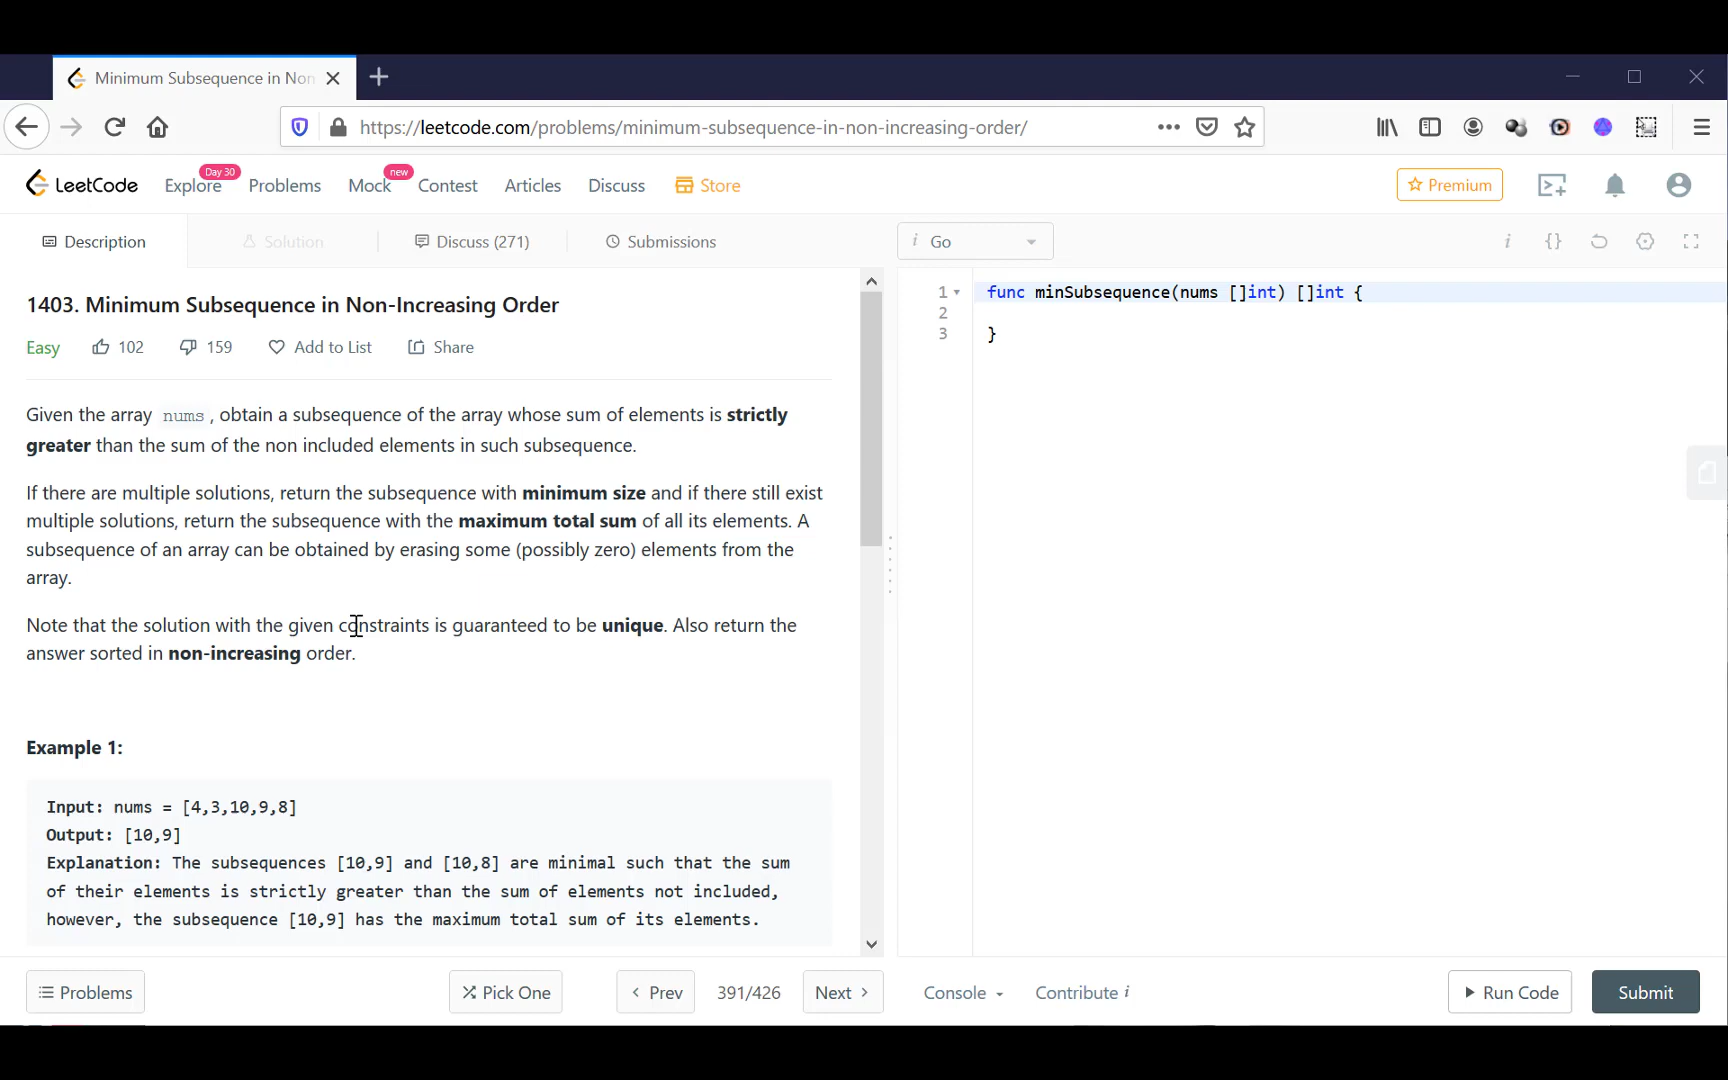 Minimum Subsequence in Non
https://leetcode.com/problems/minimum-subsequence-in-non-increasing-order/
LeetCode Explore Day 30 Problems Mock new Contest Articles Discuss Store Premium
Description Solution Discuss (271) Submissions i Go i {}
1403. Minimum Subsequence in Non-Increasing Order
Easy 102 159 Add to List Share
Given the array nums , obtain a subsequence of the array whose sum of elements is strictly
greater than the sum of the non included elements in such subsequence.
If there are multiple solutions, return the subsequence with minimum size and if there still exist
multiple solutions, return the subsequence with the maximum total sum of all its elements. A
subsequence of an array can be obtained by erasing some (possibly zero) elements from the
array.
Note that the solution with the given constraints is guaranteed to be unique. Also return the
answer sorted in non-increasing order.
Example 1:
Input: nums = [4,3,10,9,8]
Output: [10,9]
Explanation: The subsequences [10,9] and [10,8] are minimal such that the sum
of their elements is strictly greater than the sum of elements not included,
however, the subsequence [10,9] has the maximum total sum of its elements.
1 func minSubsequence(nums []int) []int {
2
3 }
Problems Pick One Prev 391/426 Next Console Contribute i Run Code Submit